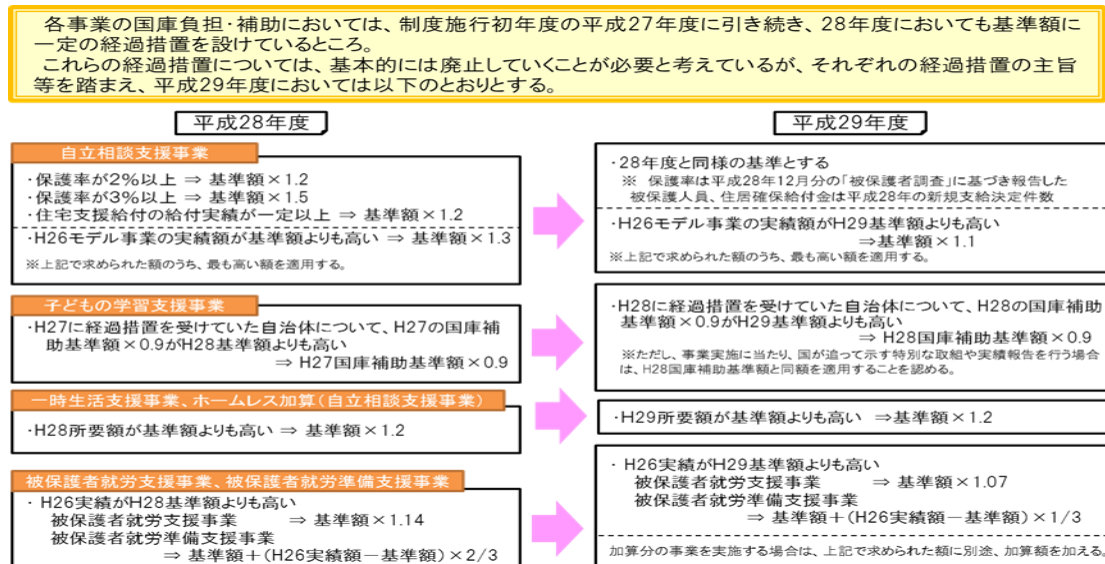 各事業の国庫負担・補助においては、制度施行初年度の平成27年度に引き続き、28年度においても基準額に
一定の経過措置を設けているところ。
これらの経過措置については、基本的には廃止していくことが必要と考えているが、それぞれの経過措置の主旨
等を踏まえ、平成29年度においては以下のとおりとする。
平成28年度
自立相談支援事業
・保護率が2%以上 ⇒ 基準額×1.2
・保護率が3%以上 ⇒ 基準額×1.5
・住宅支援給付の給付実績が一定以上 ⇒ 基準額×1.2
・H26モデル事業の実績額が基準額よりも高い ⇒ 基準額×1.3
※上記で求められた額のうち、最も高い額を適用する。
子どもの学習支援事業
・H27に経過措置を受けていた自治体について、H27の国庫補
助基準額×0.9がH28基準額よりも高い
⇒ H27国庫補助基準額×0.9
一時生活支援事業、ホームレス加算(自立相談支援事業)
・H28所要額が基準額よりも高い ⇒ 基準額×1.2
被保護者就労支援事業、被保護者就労準備支援事業
・ H26実績がH28基準額よりも高い
被保護者就労支援事業 ⇒ 基準額×1.14
被保護者就労準備支援事業
⇒ 基準額+(H26実績額−基準額)×2/3
平成29年度
・28年度と同様の基準とする
※ 保護率は平成28年12月分の「被保護者調査」に基づき報告した
被保護人員、住居確保給付金は平成28年の新規支給決定件数
・H26モデル事業の実績額がH29基準額よりも高い
⇒基準額×1.1
※上記で求められた額のうち、最も高い額を適用する。
・H28に経過措置を受けていた自治体について、H28の国庫補助
基準額×0.9がH29基準額よりも高い
⇒ H28国庫補助基準額×0.9
※ただし、事業実施に当たり、国が追って示す特別な取組や実績報告を行う場合
は、H28国庫補助基準額と同額を適用することを認める。
・H29所要額が基準額よりも高い ⇒基準額×1.2
・ H26実績がH29基準額よりも高い
被保護者就労支援事業 ⇒ 基準額×1.07
被保護者就労準備支援事業
⇒ 基準額+(H26実績額−基準額)×1/3
加算分の事業を実施する場合は、上記で求められた額に別途、加算額を加える。